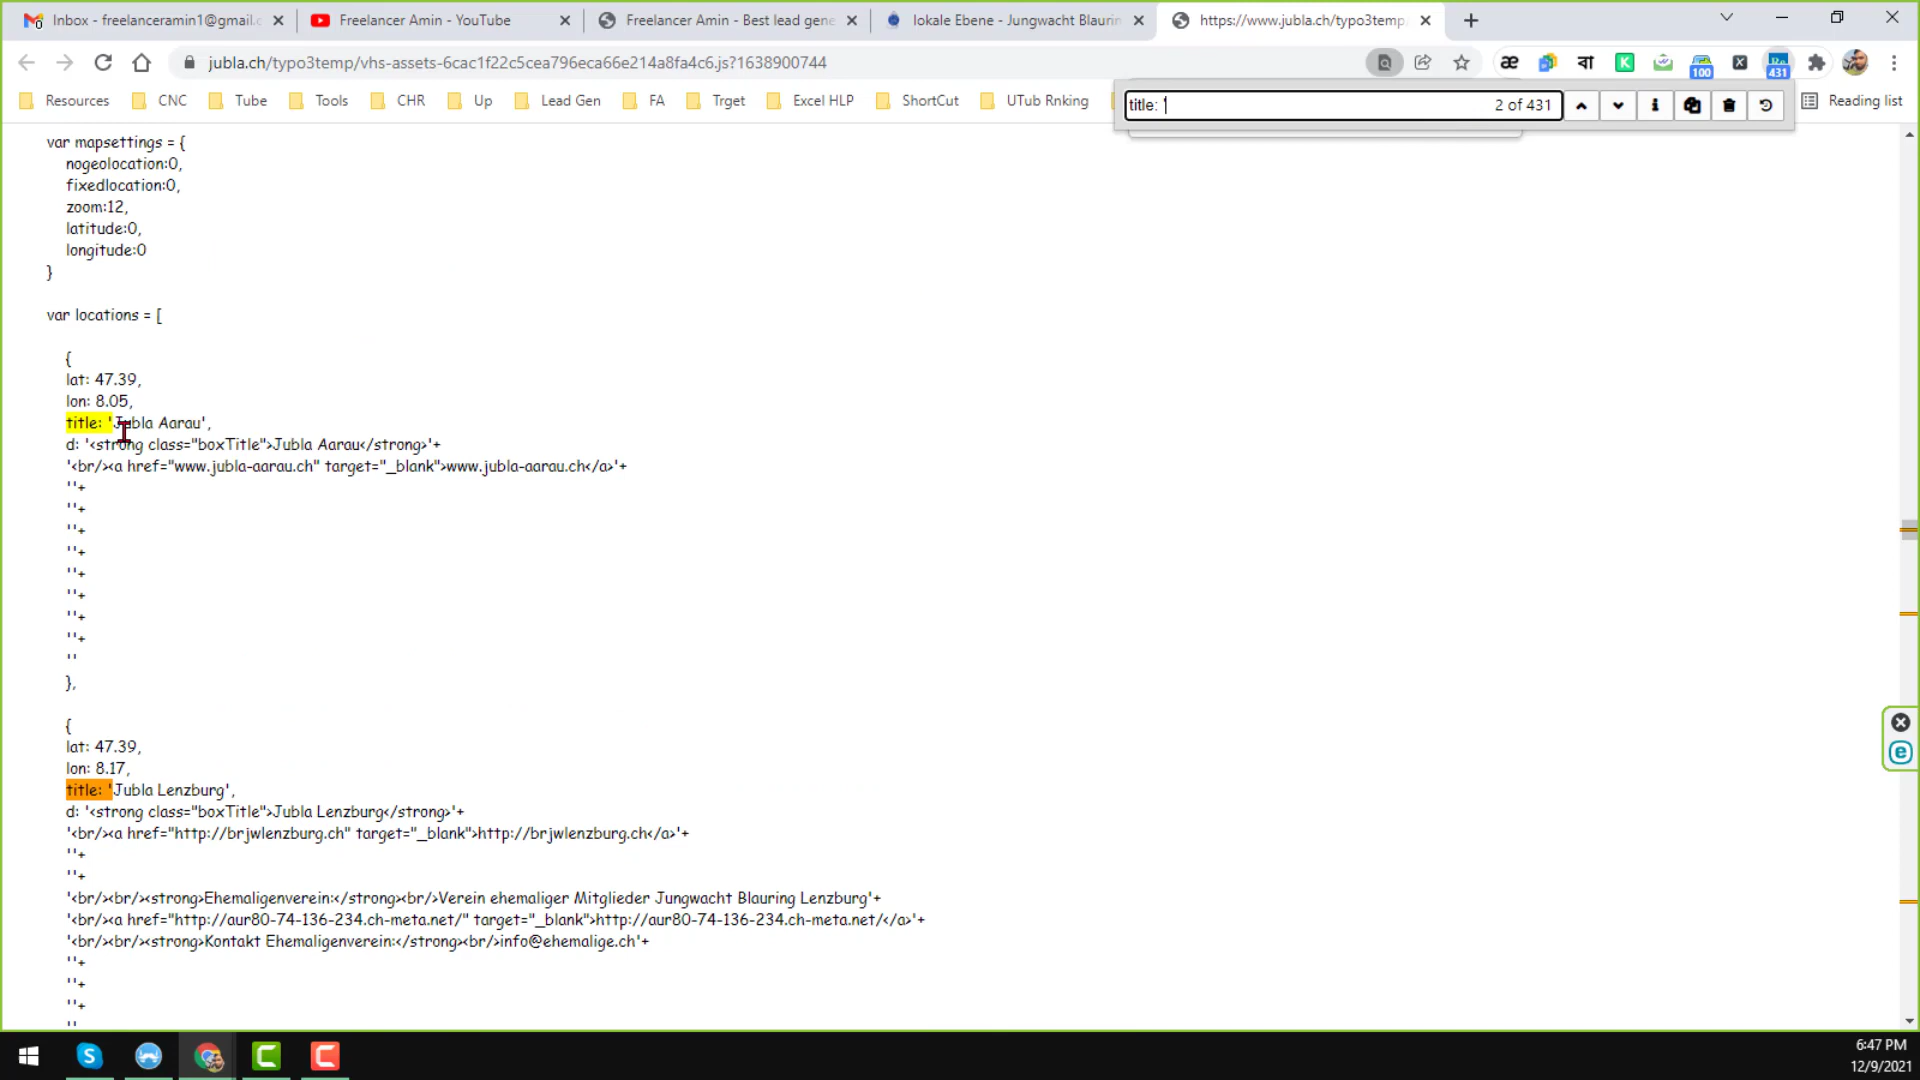 Inbox - freelanceramin1@gmail.c
Freelancer Amin - YouTube
Freelancer Amin - Best lead gene
lokale Ebene - Jungwacht Blaurin
https://www.jubla.ch/typo3temp
jubla.ch/typo3temp/vhs-assets-6cac1f22c5cea796eca66e214a8fa4c6.js?1638900744
বা
K
100
431
Resources
CNC
Tube
Tools
CHR
Up
Lead Gen
FA
Trget
Excel HLP
ShortCut
UTub Rnking
Reading list
title: '
2 of 431
var mapsettings = {
nogeolocation:0,
fixedlocation:0,
zoom:12,
latitude:0,
longitude:0
}
var locations = [
{
lat: 47.39,
lon: 8.05,
title: 'Jubla Aarau',
d: '<strong class="boxTitle">Jubla Aarau</strong>'+
'<br/><a href="www.jubla-aarau.ch" target="_blank">www.jubla-aarau.ch</a>'+
''+
''+
''+
''+
''+
''+
''+
''+
''
},
{
lat: 47.39,
lon: 8.17,
title: 'Jubla Lenzburg',
d: '<strong class="boxTitle">Jubla Lenzburg</strong>'+
'<br/><a href="http://brjwlenzburg.ch" target="_blank">http://brjwlenzburg.ch</a>'+
''+
''+
'<br/><br/><strong>Ehemaligenverein:</strong><br/>Verein ehemaliger Mitglieder Jungwacht Blauring Lenzburg'+
'<br/><a href="http://aur80-74-136-234.ch-meta.net/" target="_blank">http://aur80-74-136-234.ch-meta.net/</a>'+
'<br/><br/><strong>Kontakt Ehemaligenverein:</strong><br/>info@ehemalige.ch'+
''+
''+
''+
''
6:47 PM
12/9/2021